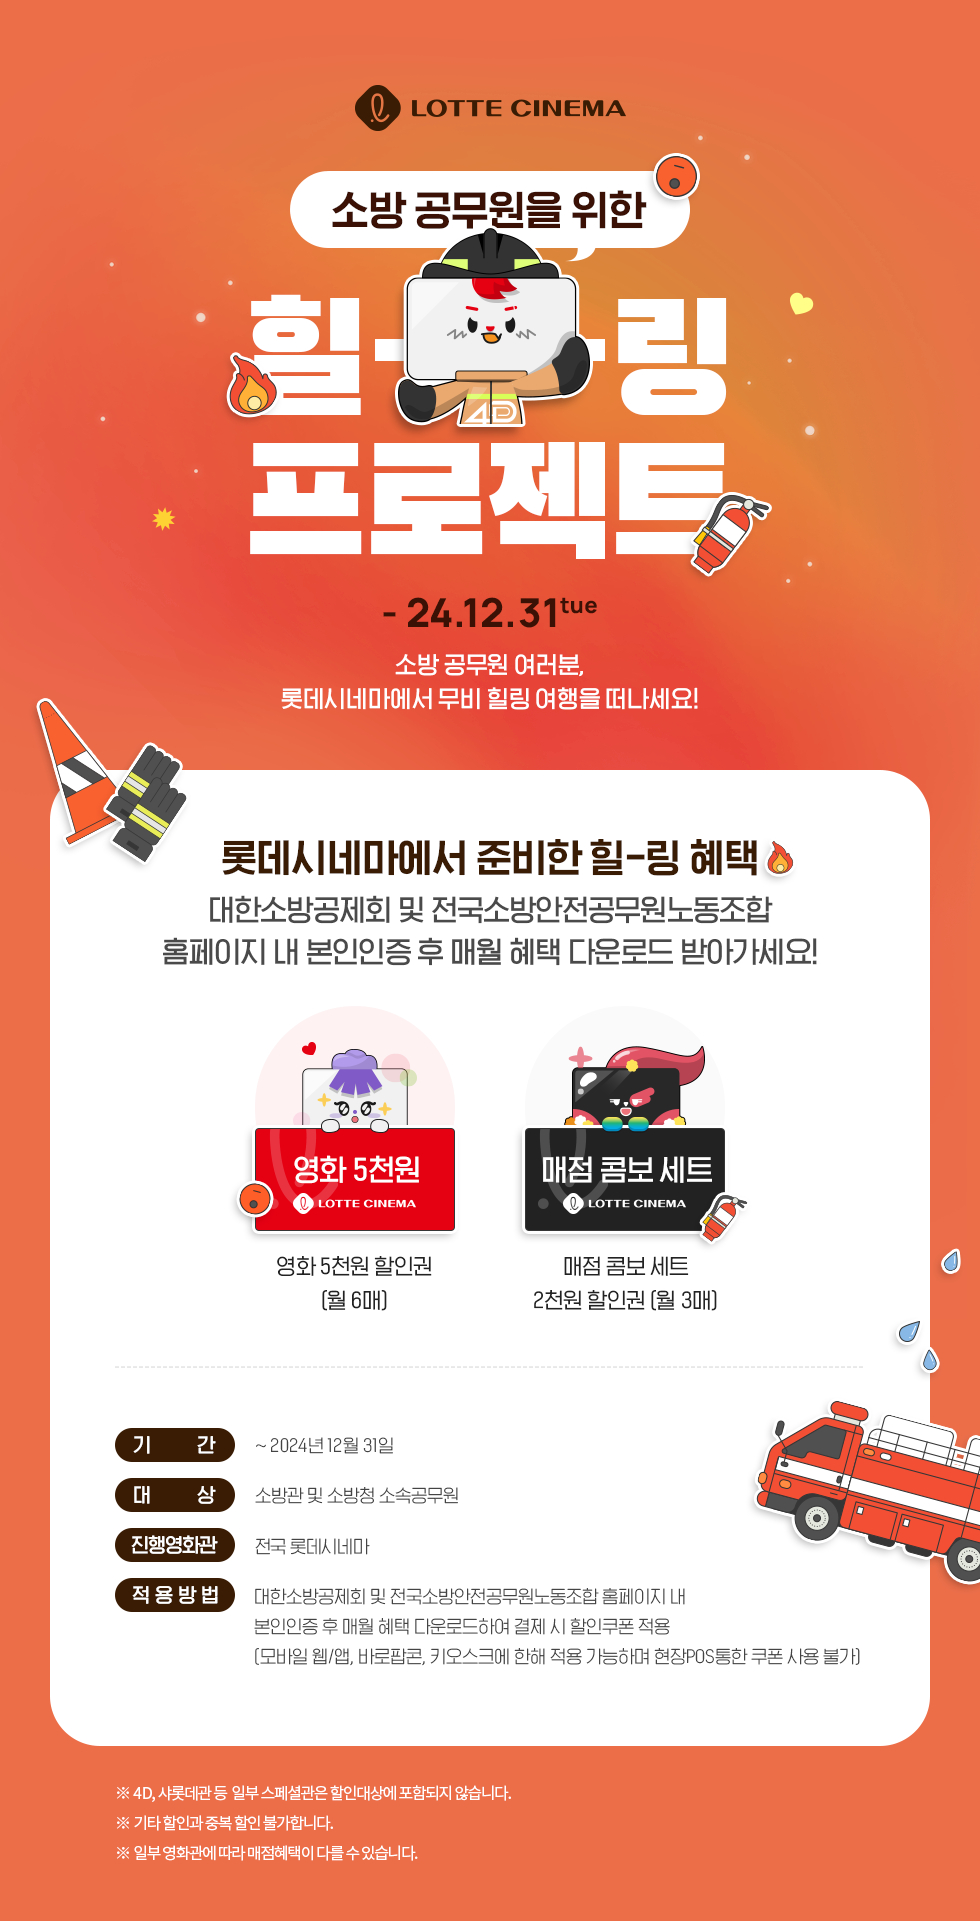 LOTTE CINEMA
소방 공무원을 위한
힐-링
프로젝트
4D
- 24.12.31tue
소방 공무원 여러분,
롯데시네마에서 무비 힐링 여행을 떠나세요!
롯데시네마에서 준비한 힐-링 혜택
대한소방공제회 및 전국소방안전공무원노동조합
홈페이지 내 본인인증 후 매월 혜택 다운로드 받아가세요!
영화 5천원
LOTTE CINEMA
매점 콤보 세트
LOTTE CINEMA
영화 5천원 할인권
(월 6매)
매점 콤보 세트
2천원 할인권 (월 3매)
기 간 ~ 2024년 12월 31일
대 상 소방관 및 소방청 소속공무원
진행영화관 전국 롯데시네마
적용방법 대한소방공제회 및 전국소방안전공무원노동조합 홈페이지 내
본인인증 후 매월 혜택 다운로드하여 결제 시 할인쿠폰 적용
(모바일 웹/앱, 바로팝콘, 키오스크에 한해 적용 가능하며 현장POS통한 쿠폰 사용 불가)
※ 4D, 샤롯데관 등 일부 스페셜관은 할인대상에 포함되지 않습니다.
※ 기타 할인과 중복 할인 불가합니다.
※ 일부 영화관에 따라 매점혜택이 다를 수 있습니다.